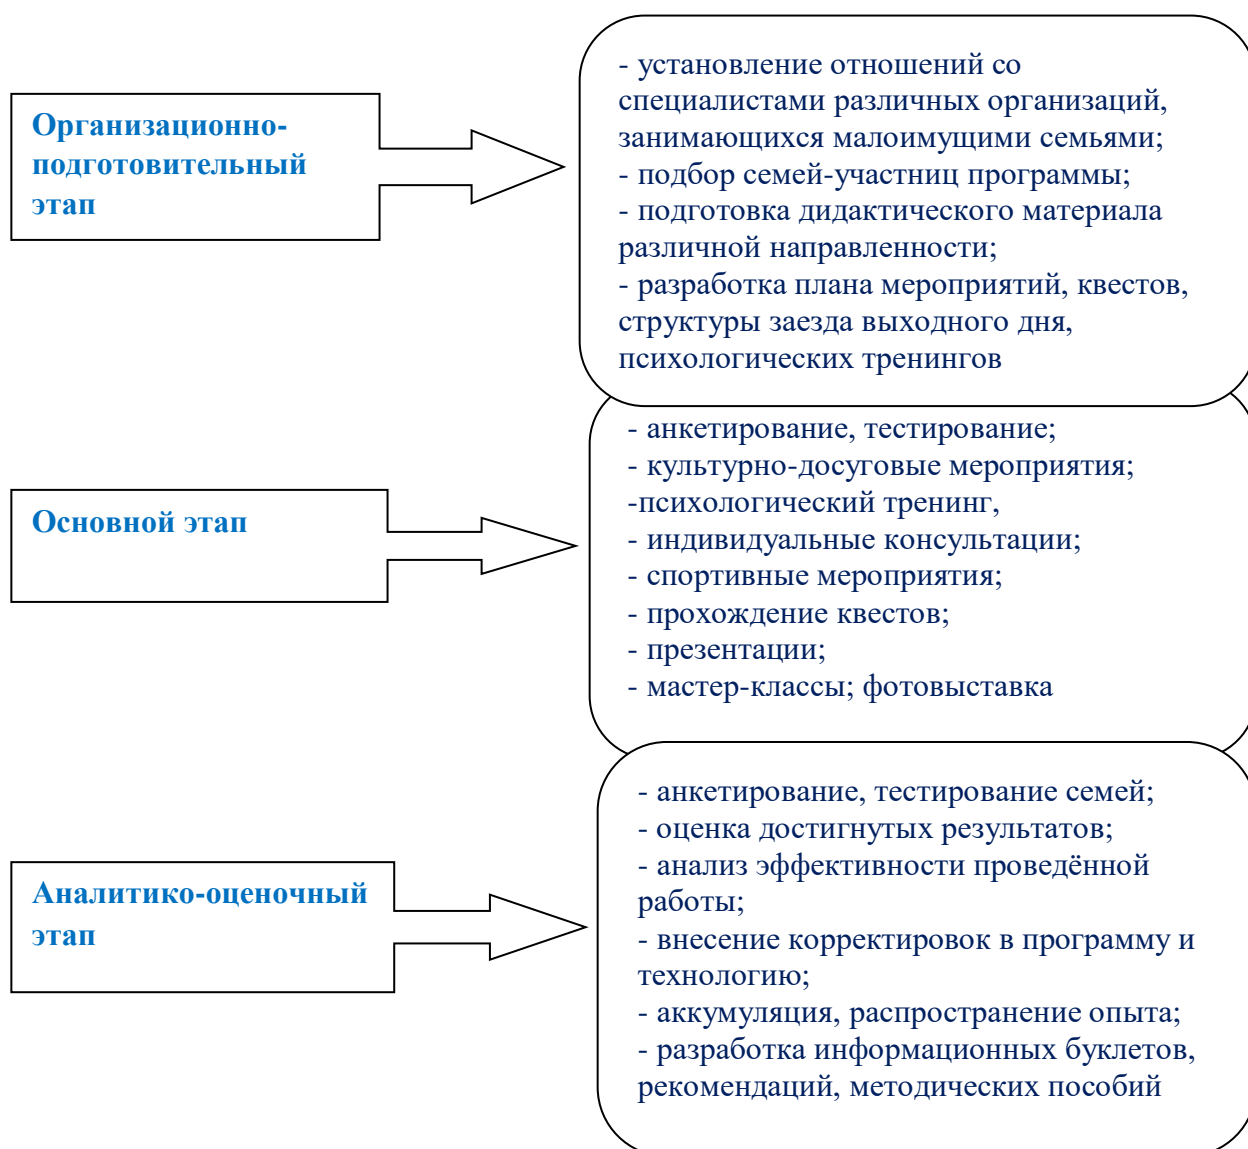 Организационно-
подготовительный
этап
- установление отношений со
специалистами различных организаций,
занимающихся малоимущими семьями;
- подбор семей-участниц программы;
- подготовка дидактического материала
различной направленности;
- разработка плана мероприятий, квестов,
структуры заезда выходного дня,
психологических тренингов
Основной этап
- анкетирование, тестирование;
- культурно-досуговые мероприятия;
-психологический тренинг,
- индивидуальные консультации;
- спортивные мероприятия;
- прохождение квестов;
- презентации;
- мастер-классы; фотовыставка
Аналитико-оценочный
этап
- анкетирование, тестирование семей;
- оценка достигнутых результатов;
- анализ эффективности проведённой
работы;
- внесение корректировок в программу и
технологию;
- аккумуляция, распространение опыта;
- разработка информационных буклетов,
рекомендаций, методических пособий